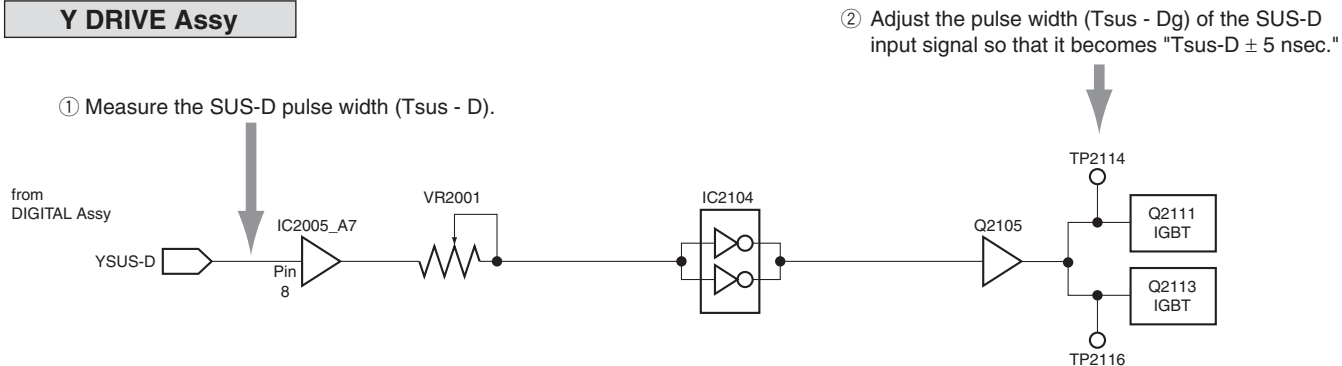 Y DRIVE Assy
② Adjust the pulse width (Tsus - Dg) of the SUS-D
input signal so that it becomes "Tsus-D ± 5 nsec."
① Measure the SUS-D pulse width (Tsus - D).
from
DIGITAL Assy
YSUS-D
Pin
8
IC2005_A7
VR2001
IC2104
Q2105
TP2114
Q2111
IGBT
Q2113
IGBT
TP2116